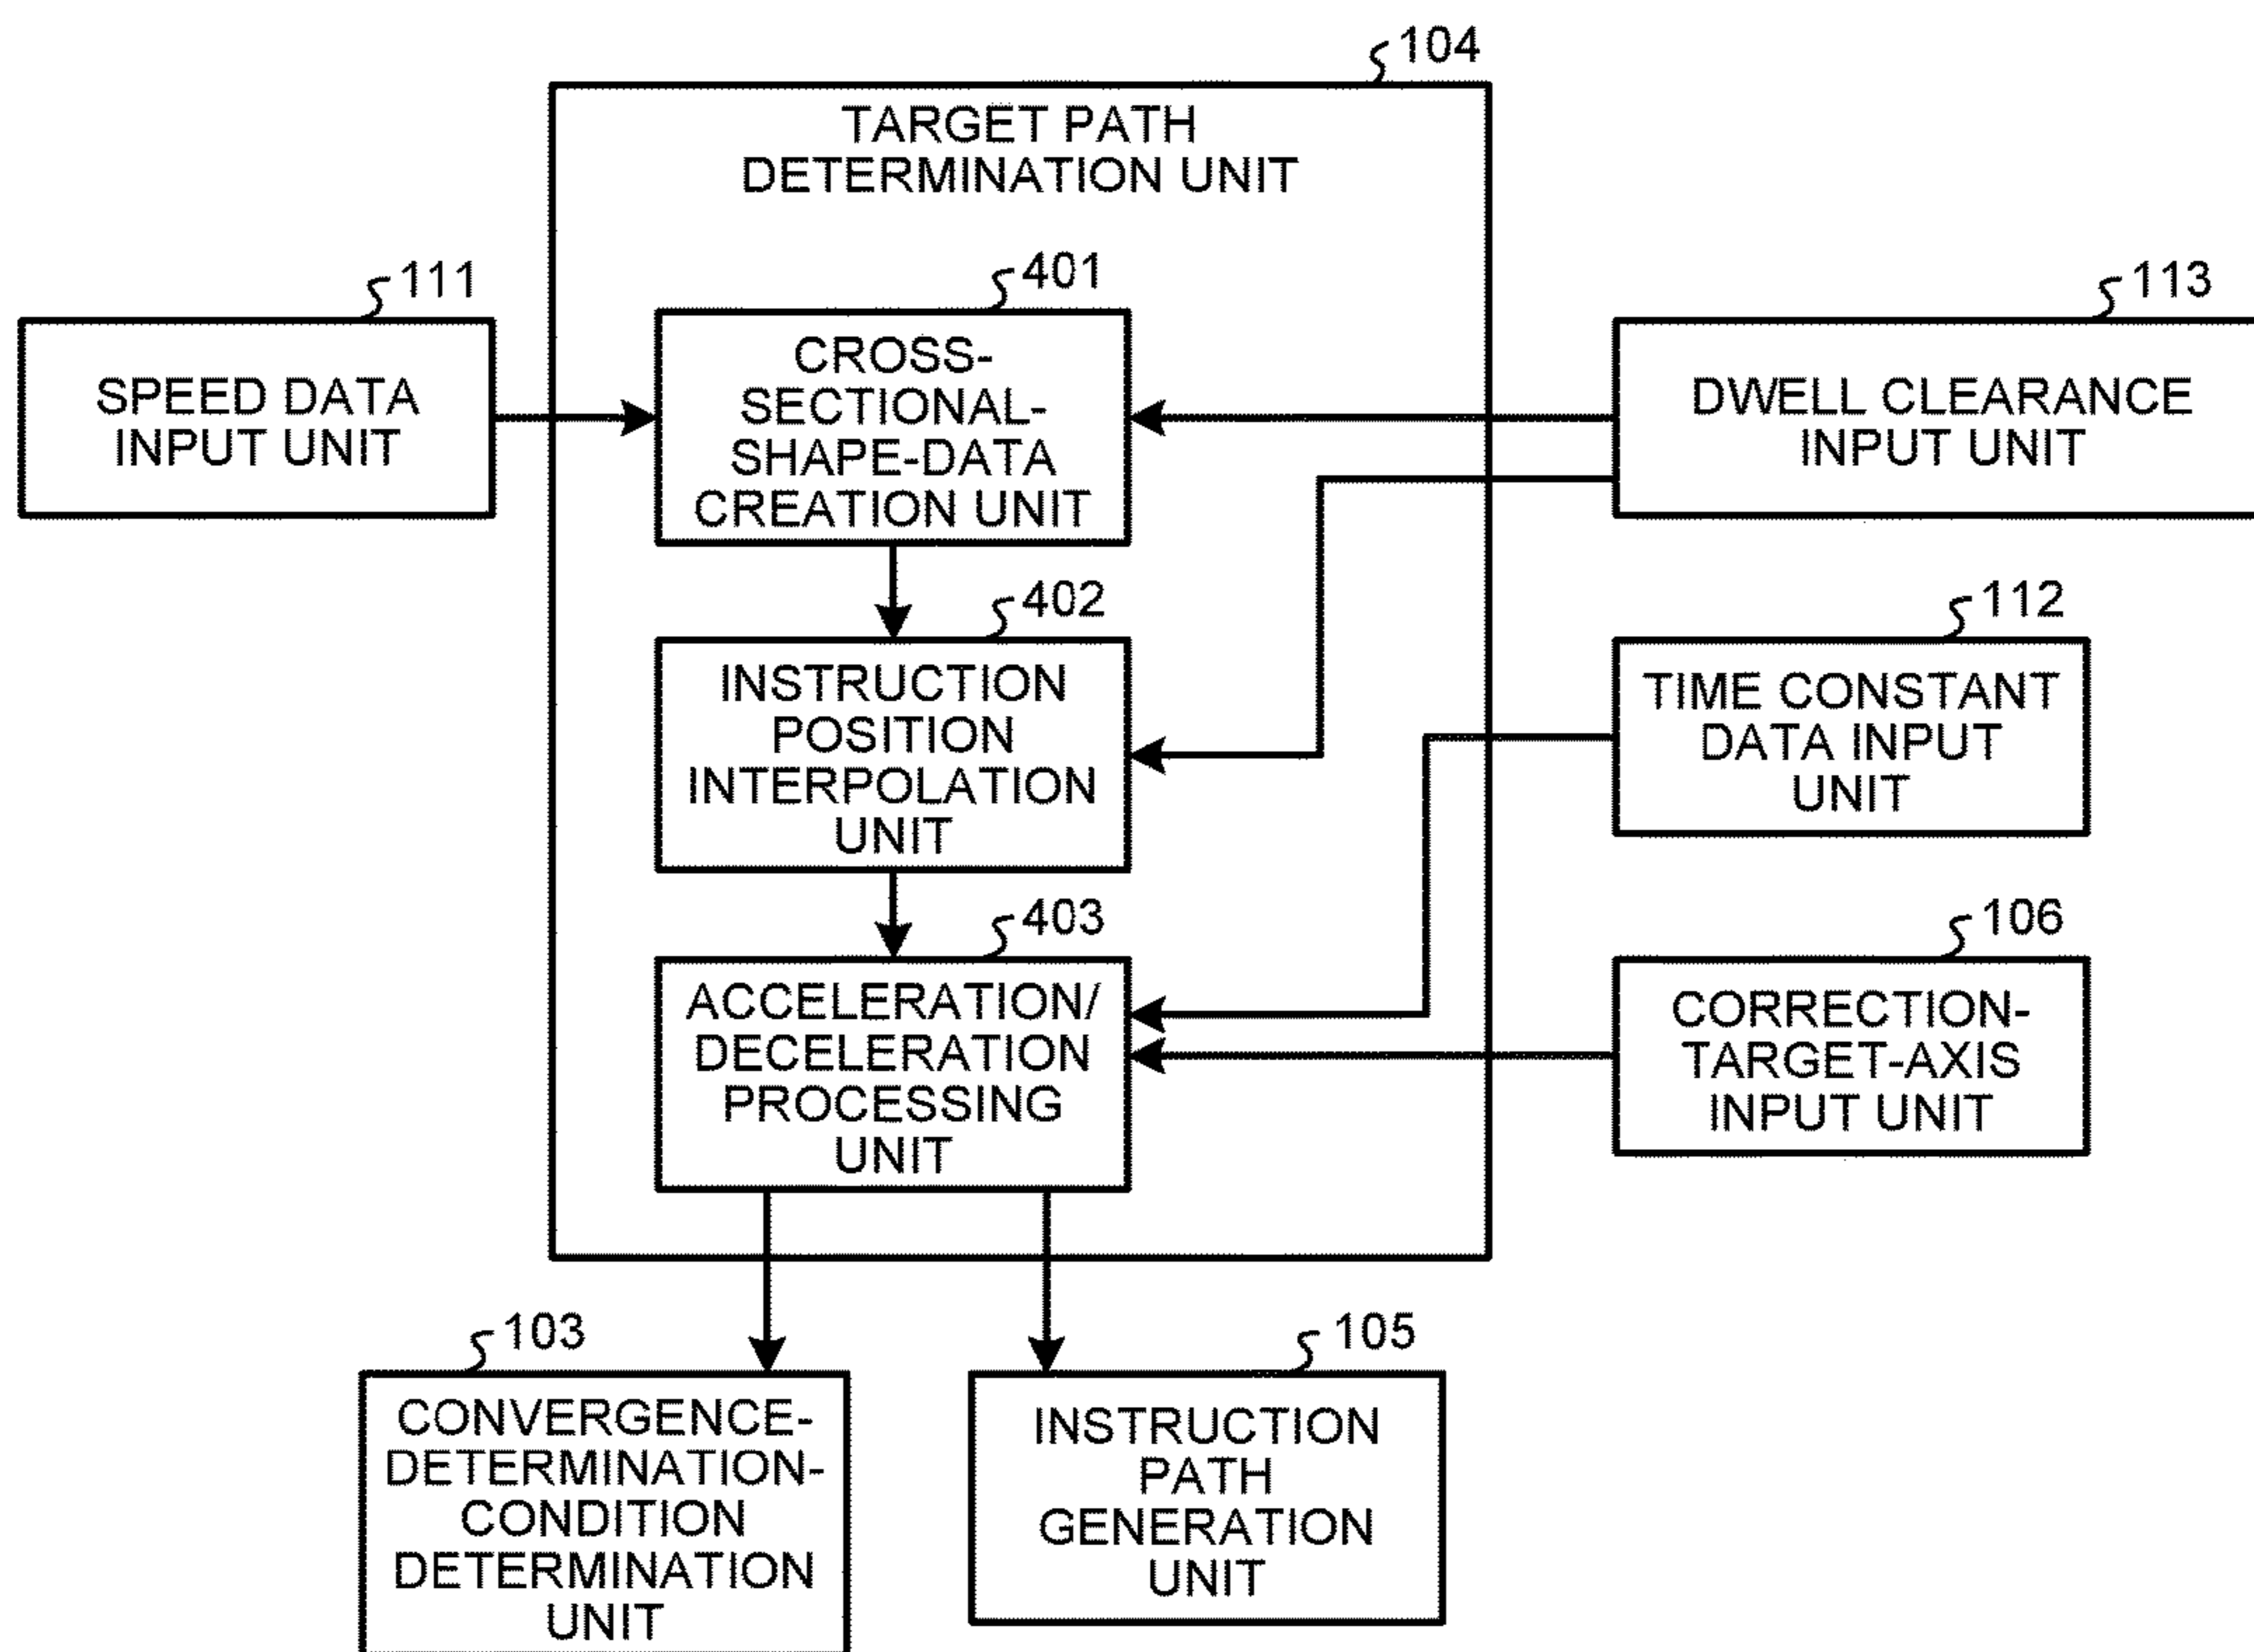 104
TARGET PATH
DETERMINATION UNIT
111
SPEED DATA
INPUT UNIT
401
CROSS-
SECTIONAL-
SHAPE-DATA
CREATION UNIT
113
DWELL CLEARANCE
INPUT UNIT
402
INSTRUCTION
POSITION
INTERPOLATION
UNIT
112
TIME CONSTANT
DATA INPUT
UNIT
403
ACCELERATION/
DECELERATION
PROCESSING
UNIT
106
CORRECTION-
TARGET-AXIS
INPUT UNIT
103
CONVERGENCE-
DETERMINATION-
CONDITION
DETERMINATION
UNIT
105
INSTRUCTION
PATH
GENERATION
UNIT